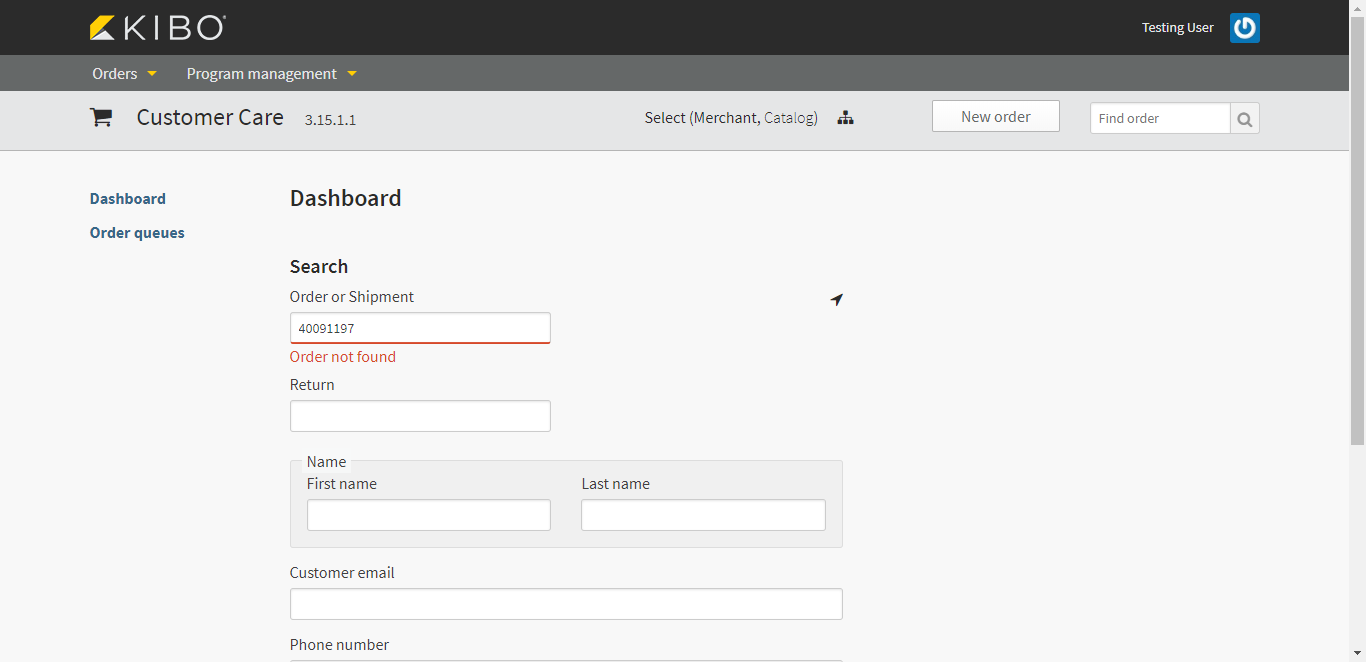 KIBO
Testing User
Orders
Program management
Customer Care 3.15.1.1
Select (Merchant, Catalog)
New order
Find order
Dashboard
Order queues
Dashboard
Search
Order or Shipment
40091197
Order not found
Return
Name
First name
Last name
Customer email
Phone number